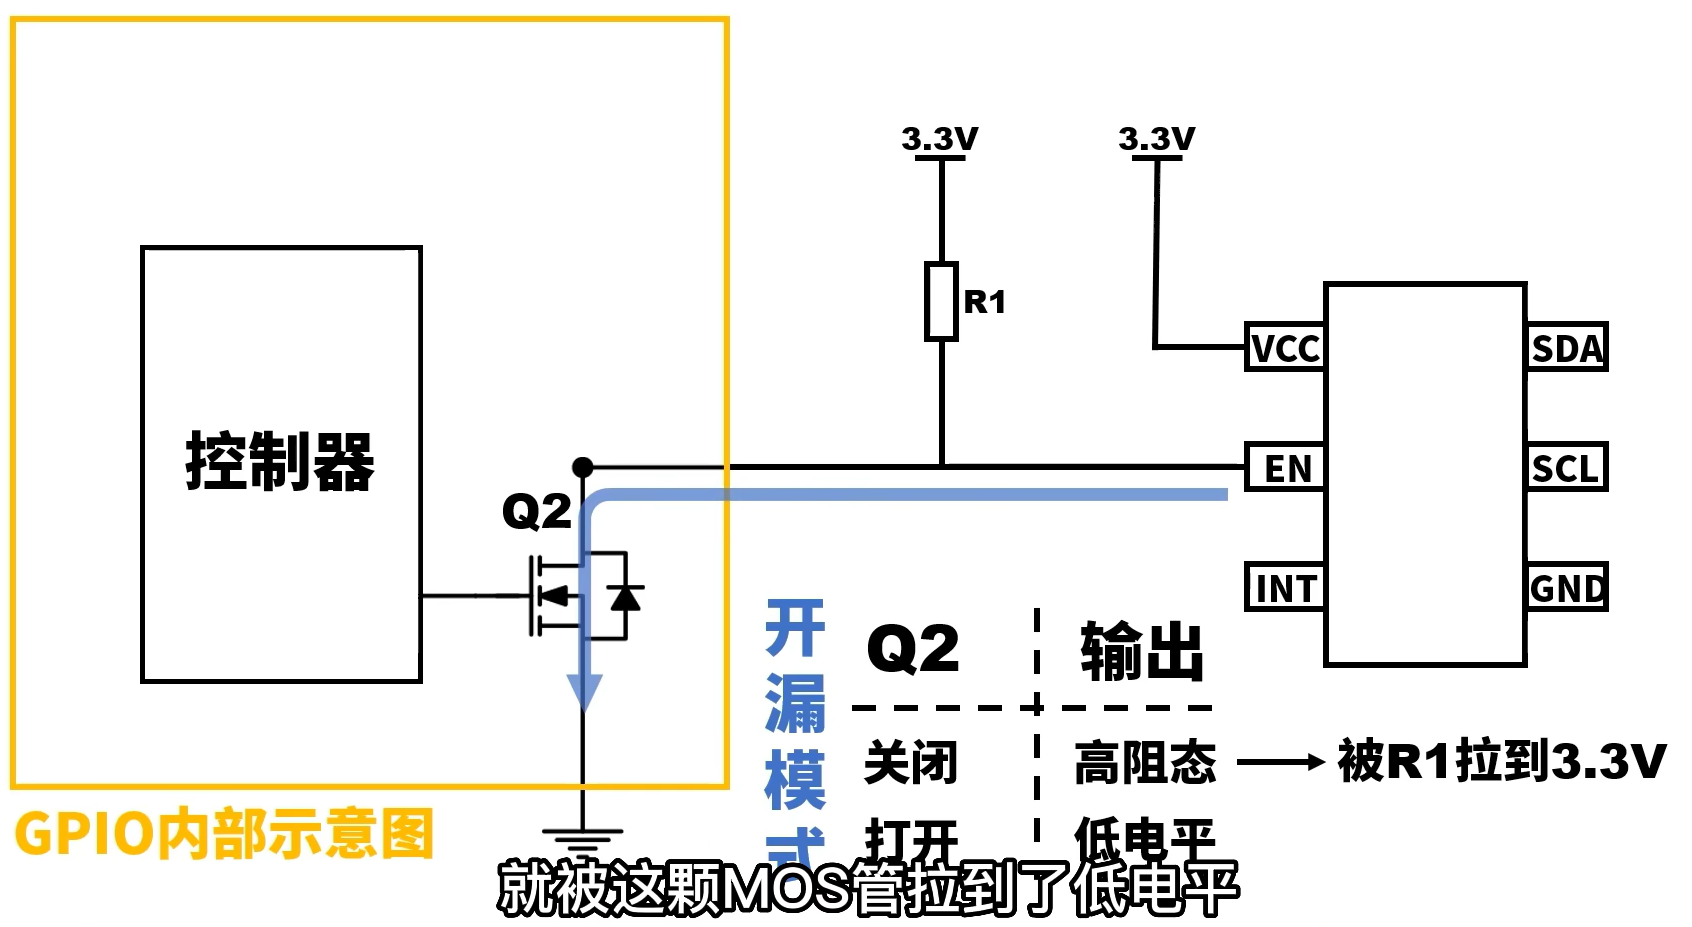 3.3V
3.3V
R1
VCC
SDA
控制器
EN
SCL
Q2
INT
GND
开漏模式
Q2 输出
关闭 高阻态 被R1拉到3.3V
打开 低电平
GPIO内部示意图
就被这颗MOS管拉到了低电平